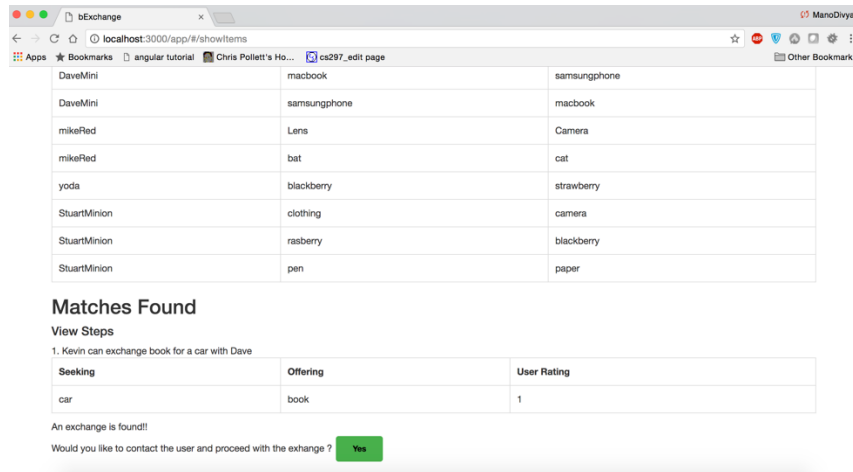 bExchange
ManoDivya
localhost:3000/app/#/showItems
Apps Bookmarks angular tutorial Chris Pollett's Ho... cs297_edit page Other Bookmark
DaveMini macbook samsungphone
DaveMini samsungphone macbook
mikeRed Lens Camera
mikeRed bat cat
yoda blackberry strawberry
StuartMinion clothing camera
StuartMinion rasberry blackberry
StuartMinion pen paper
Matches Found
View Steps
1. Kevin can exchange book for a car with Dave
Seeking Offering User Rating
car book 1
An exchange is found!!
Would you like to contact the user and proceed with the exhange ? Yes